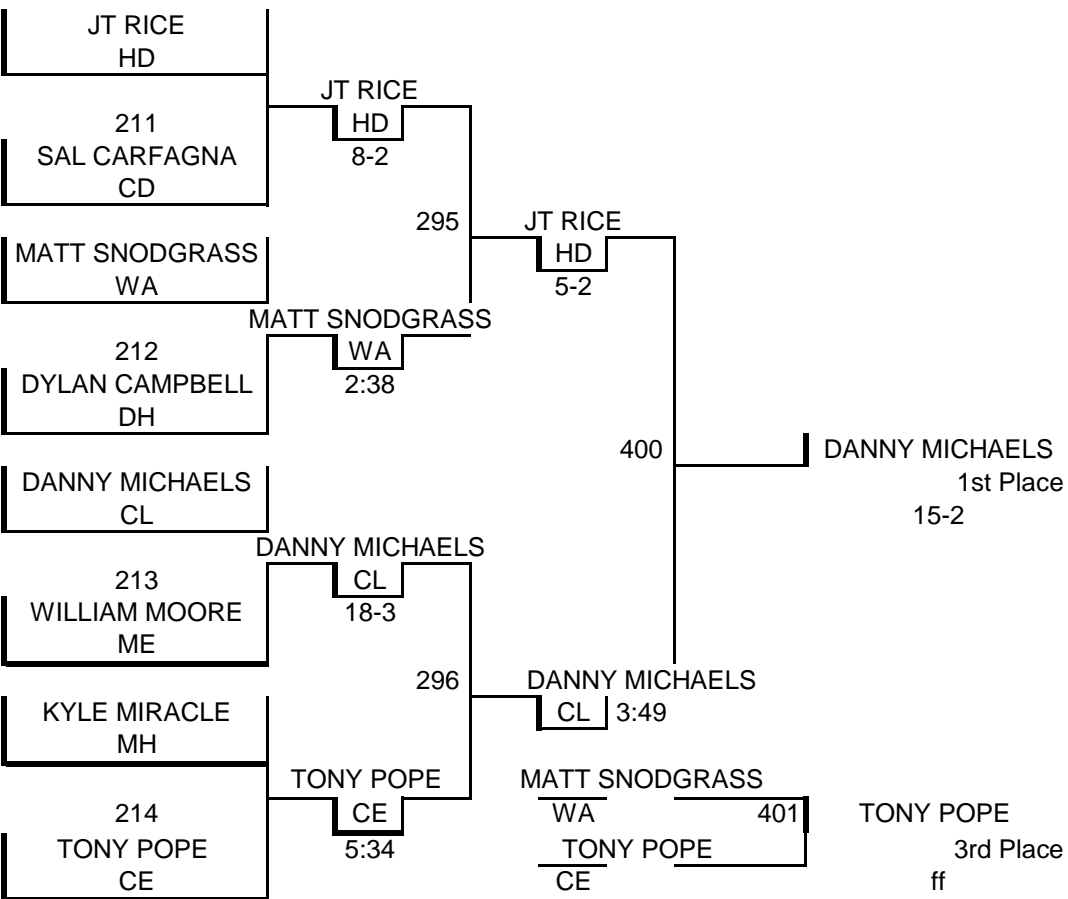 JT RICE
HD
JT RICE
211
HD
SAL CARFAGNA
8-2
CD
295
JT RICE
MATT SNODGRASS
HD
WA
5-2
MATT SNODGRASS
212
WA
DYLAN CAMPBELL
2:38
DH
400
DANNY MICHAELS
DANNY MICHAELS
1st Place
CL
15-2
DANNY MICHAELS
213
CL
WILLIAM MOORE
18-3
ME
296
DANNY MICHAELS
KYLE MIRACLE
CL 3:49
MH
TONY POPE
MATT SNODGRASS
214
CE
WA
401
TONY POPE
TONY POPE
5:34
TONY POPE
3rd Place
CE
CE
ff